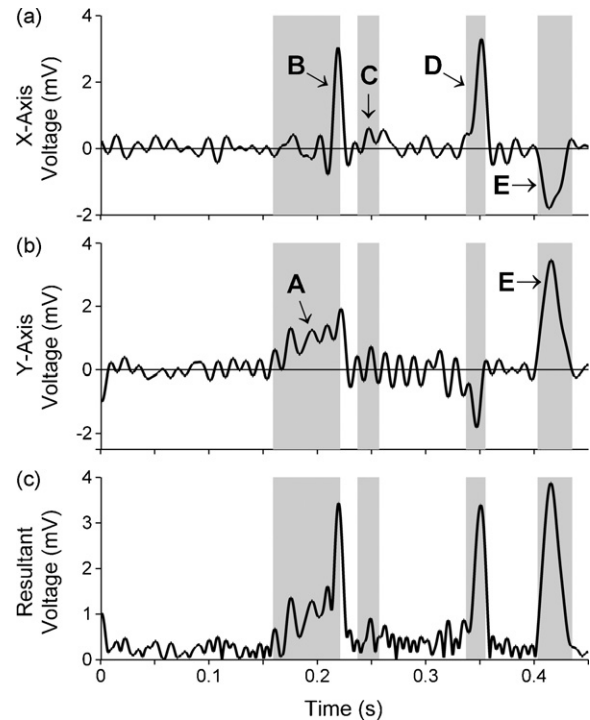 (a)
4
2
0
-2
X-Axis
Voltage (mV)
B
C
D
E
(b)
4
2
0
-2
Y-Axis
Voltage (mV)
A
E
(c)
4
3
2
1
0
Resultant
Voltage (mV)
0 0.1 0.2 0.3 0.4
Time (s)